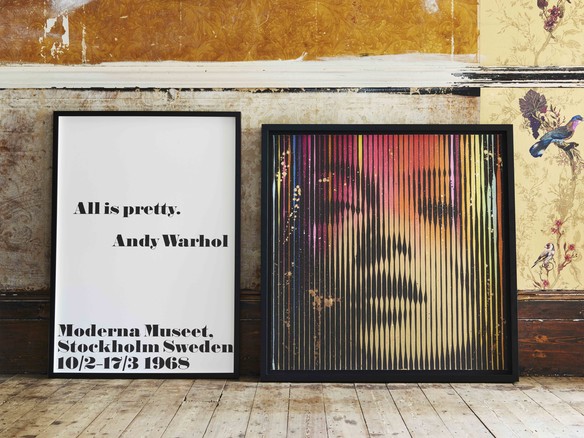 All is pretty.
Andy Warhol
Moderna Museet,
Stockholm Sweden
10/2–17/3 1968